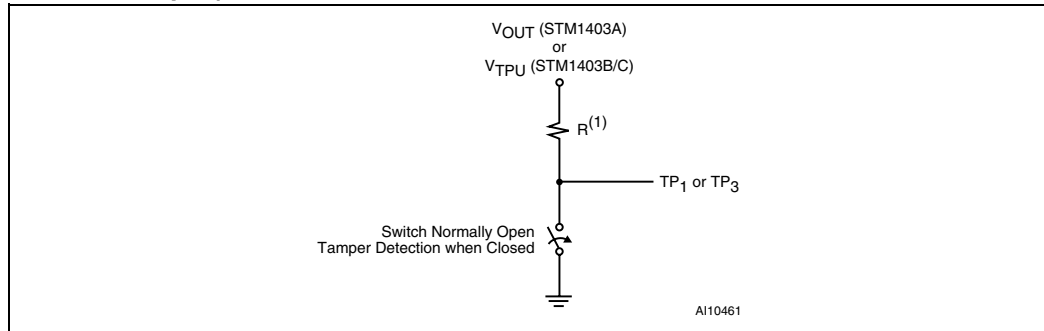 VOUT (STM1403A)
or
VTPU (STM1403B/C)
R(1)
TP1 or TP3
Switch Normally Open
Tamper Detection when Closed
AI10461